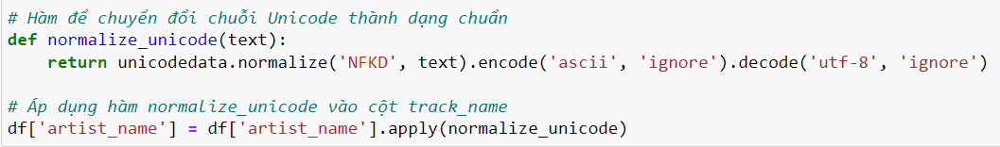 # Hàm để chuyển đổi chuỗi Unicode thành dạng chuẩn
def normalize_unicode(text):
    return unicodedata.normalize('NFKD', text).encode('ascii', 'ignore').decode('utf-8', 'ignore')
# Áp dụng hàm normalize_unicode vào cột track_name
df['artist_name'] = df['artist_name'].apply(normalize_unicode)